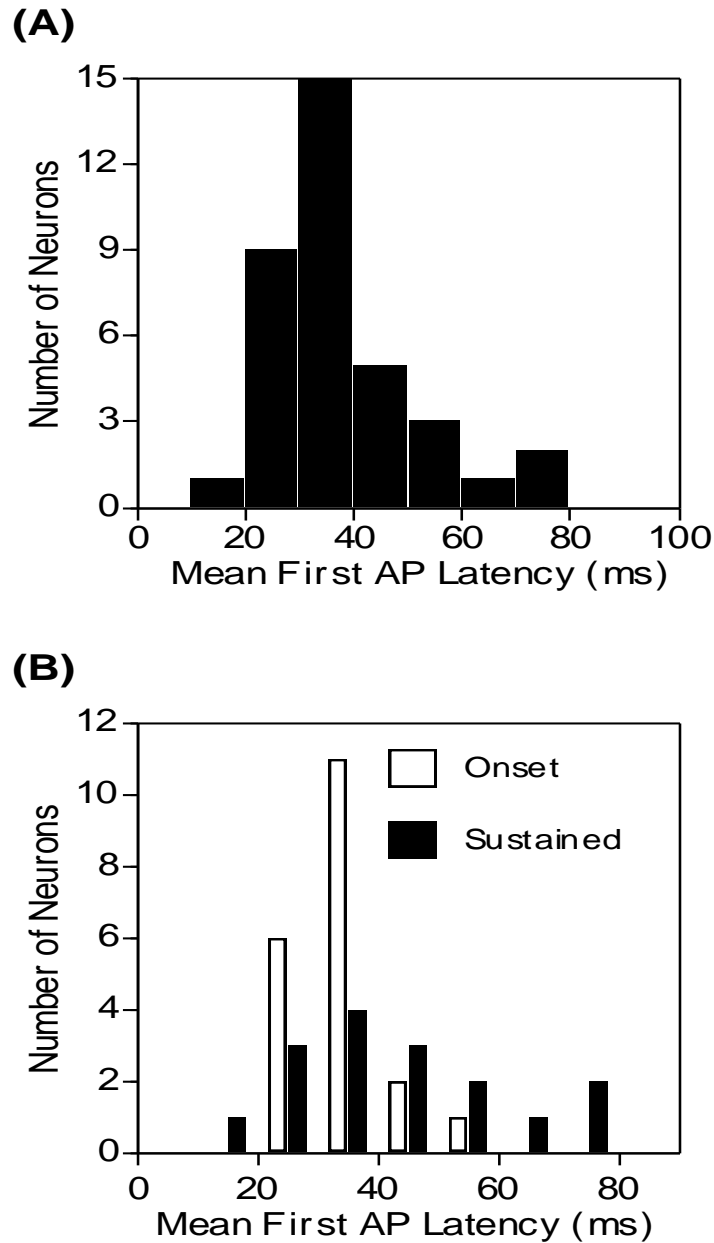 (A)
15
12
9
6
3
0
Number of Neurons
0 20 40 60 80 100
Mean First AP Latency (ms)
(B)
12
10
8
6
4
2
0
Number of Neurons
Onset
Sustained
0 20 40 60 80
Mean First AP Latency (ms)